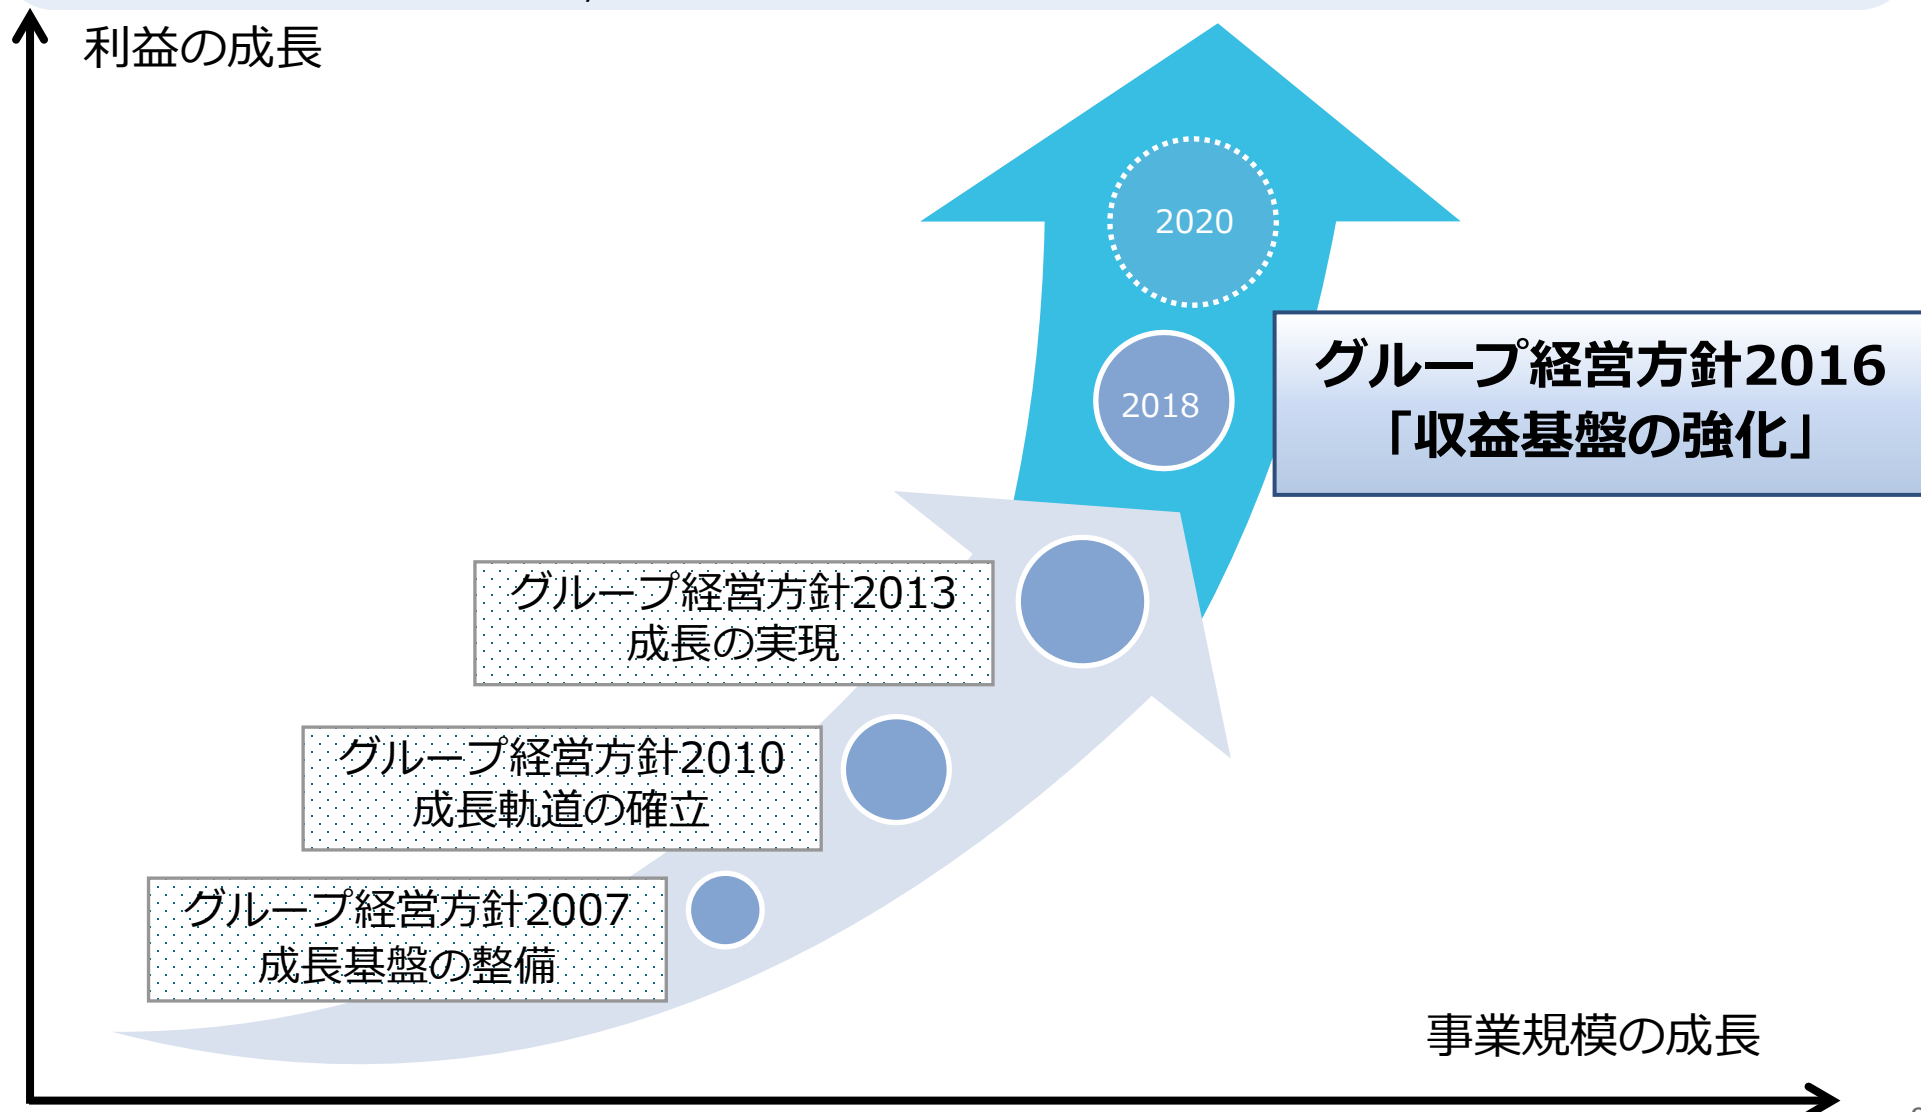 利益の成長
2020
2018
グループ経営方針2016
「収益基盤の強化」
グループ経営方針2013
成長の実現
グループ経営方針2010
成長軌道の確立
グループ経営方針2007
成長基盤の整備
事業規模の成長